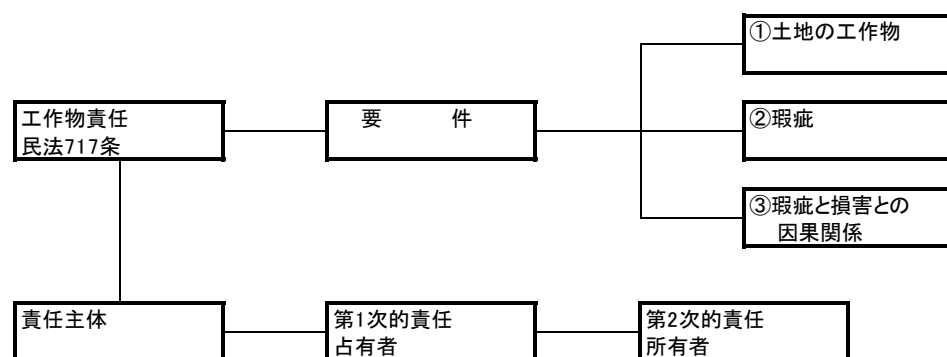 ①土地の工作物
工作物責任
民法717条
要　　　件
②瑕疵
③瑕疵と損害との
因果関係
責任主体
第1次的責任
占有者
第2次的責任
所有者